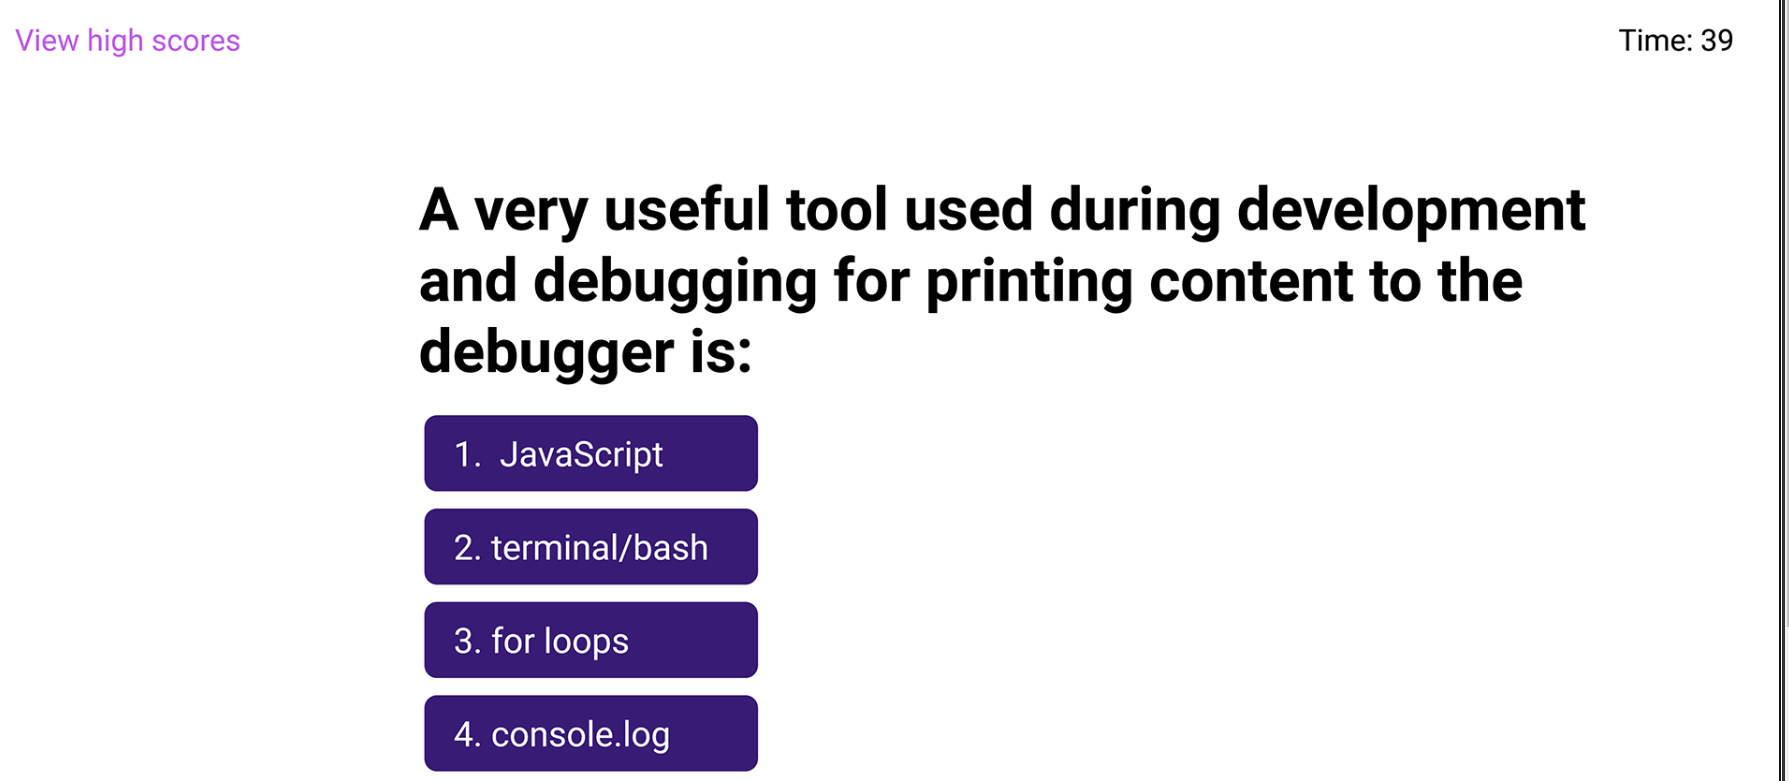 View high scores
Time: 39
A very useful tool used during development
and debugging for printing content to the
debugger is:
1. JavaScript
2. terminal/bash
3. for loops
4. console.log